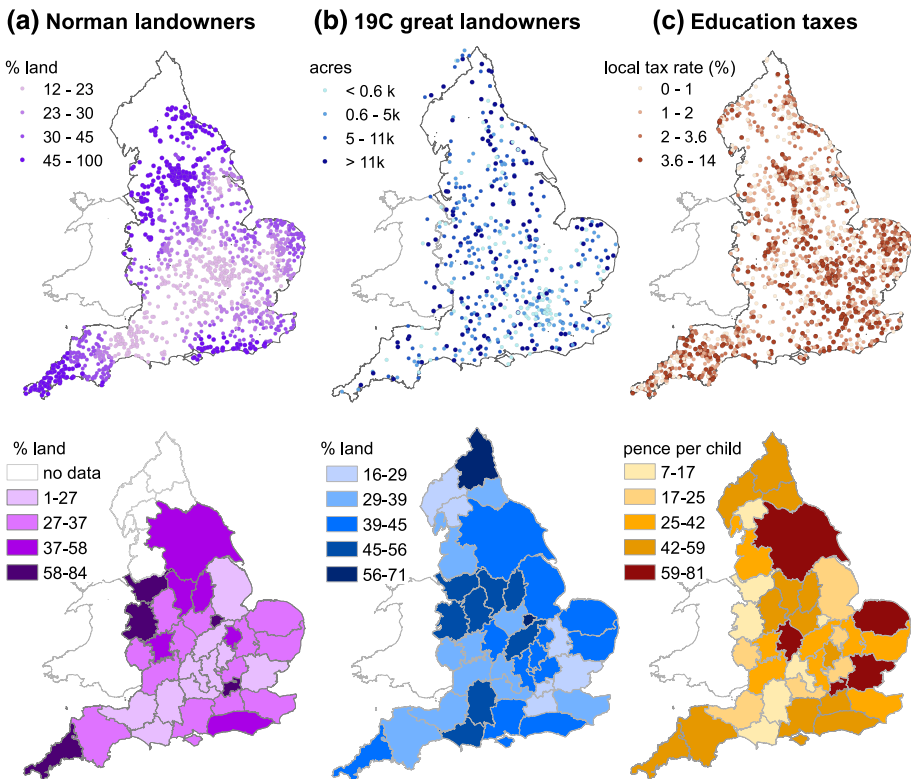 (a) Norman landowners
% land
12 - 23
23 - 30
30 - 45
45 - 100
(b) 19C great landowners
acres
< 0.6 k
0.6 - 5k
5 - 11k
> 11k
(c) Education taxes
local tax rate (%)
0 - 1
1 - 2
2 - 3.6
3.6 - 14
% land
no data
1-27
27-37
37-58
58-84
% land
16-29
29-39
39-45
45-56
56-71
pence per child
7-17
17-25
25-42
42-59
59-81